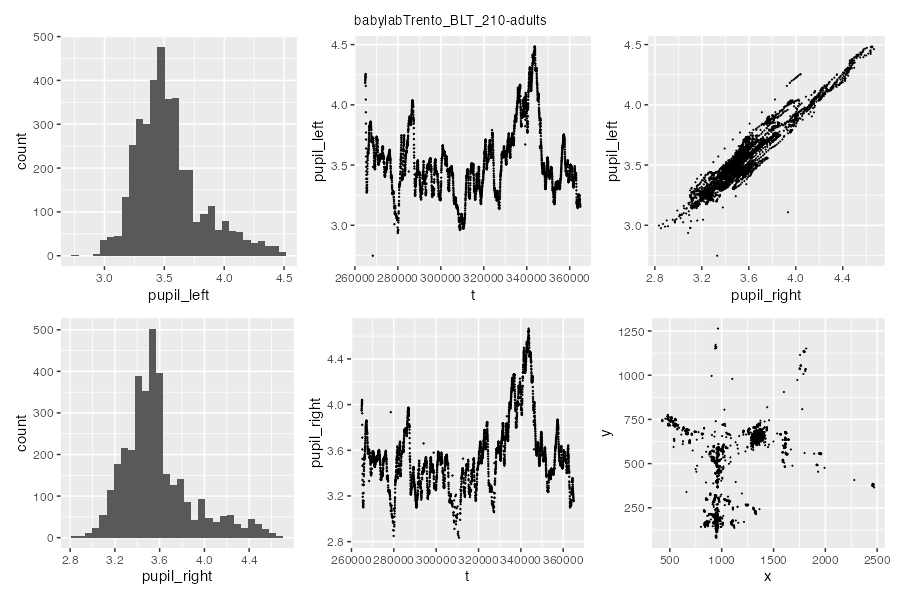 babylabTrento_BLT_210-adults
500
400
300
200
100
0
count
3.0 3.5 4.0 4.5
pupil_left
4.5
4.0
3.5
3.0
pupil_left
260000 280000 300000 320000 340000 360000
t
4.5
4.0
3.5
3.0
pupil_left
2.8 3.2 3.6 4.0 4.4
pupil_right
500
400
300
200
100
0
count
2.8 3.2 3.6 4.0 4.4
pupil_right
4.4
4.0
3.6
3.2
2.8
pupil_right
260000 280000 300000 320000 340000 360000
t
1250
1000
750
500
250
y
500 1000 1500 2000 2500
x